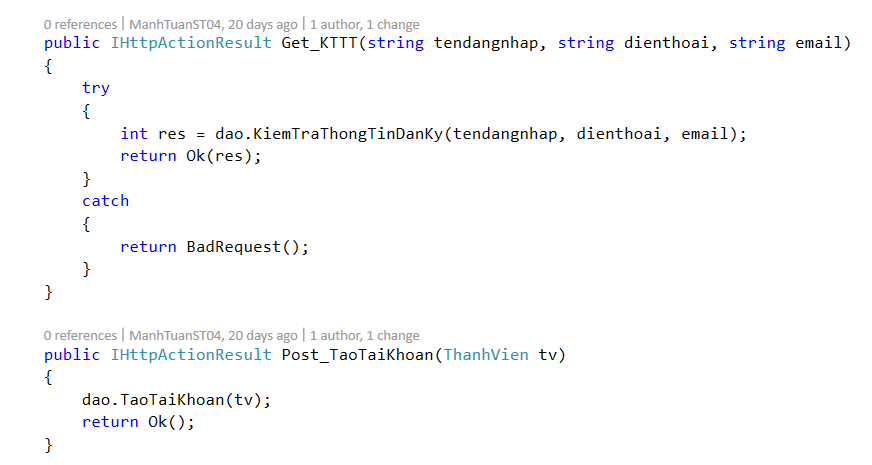 0 references | ManhTuanST04, 20 days ago | 1 author, 1 change
public IHttpActionResult Get_KTTT(string tendangnhap, string dienthoai, string email)
{
    try
    {
        int res = dao.KiemTraThongTinDanKy(tendangnhap, dienthoai, email);
        return Ok(res);
    }
    catch
    {
        return BadRequest();
    }
}
0 references | ManhTuanST04, 20 days ago | 1 author, 1 change
public IHttpActionResult Post_TaoTaiKhoan(ThanhVien tv)
{
    dao.TaoTaiKhoan(tv);
    return Ok();
}